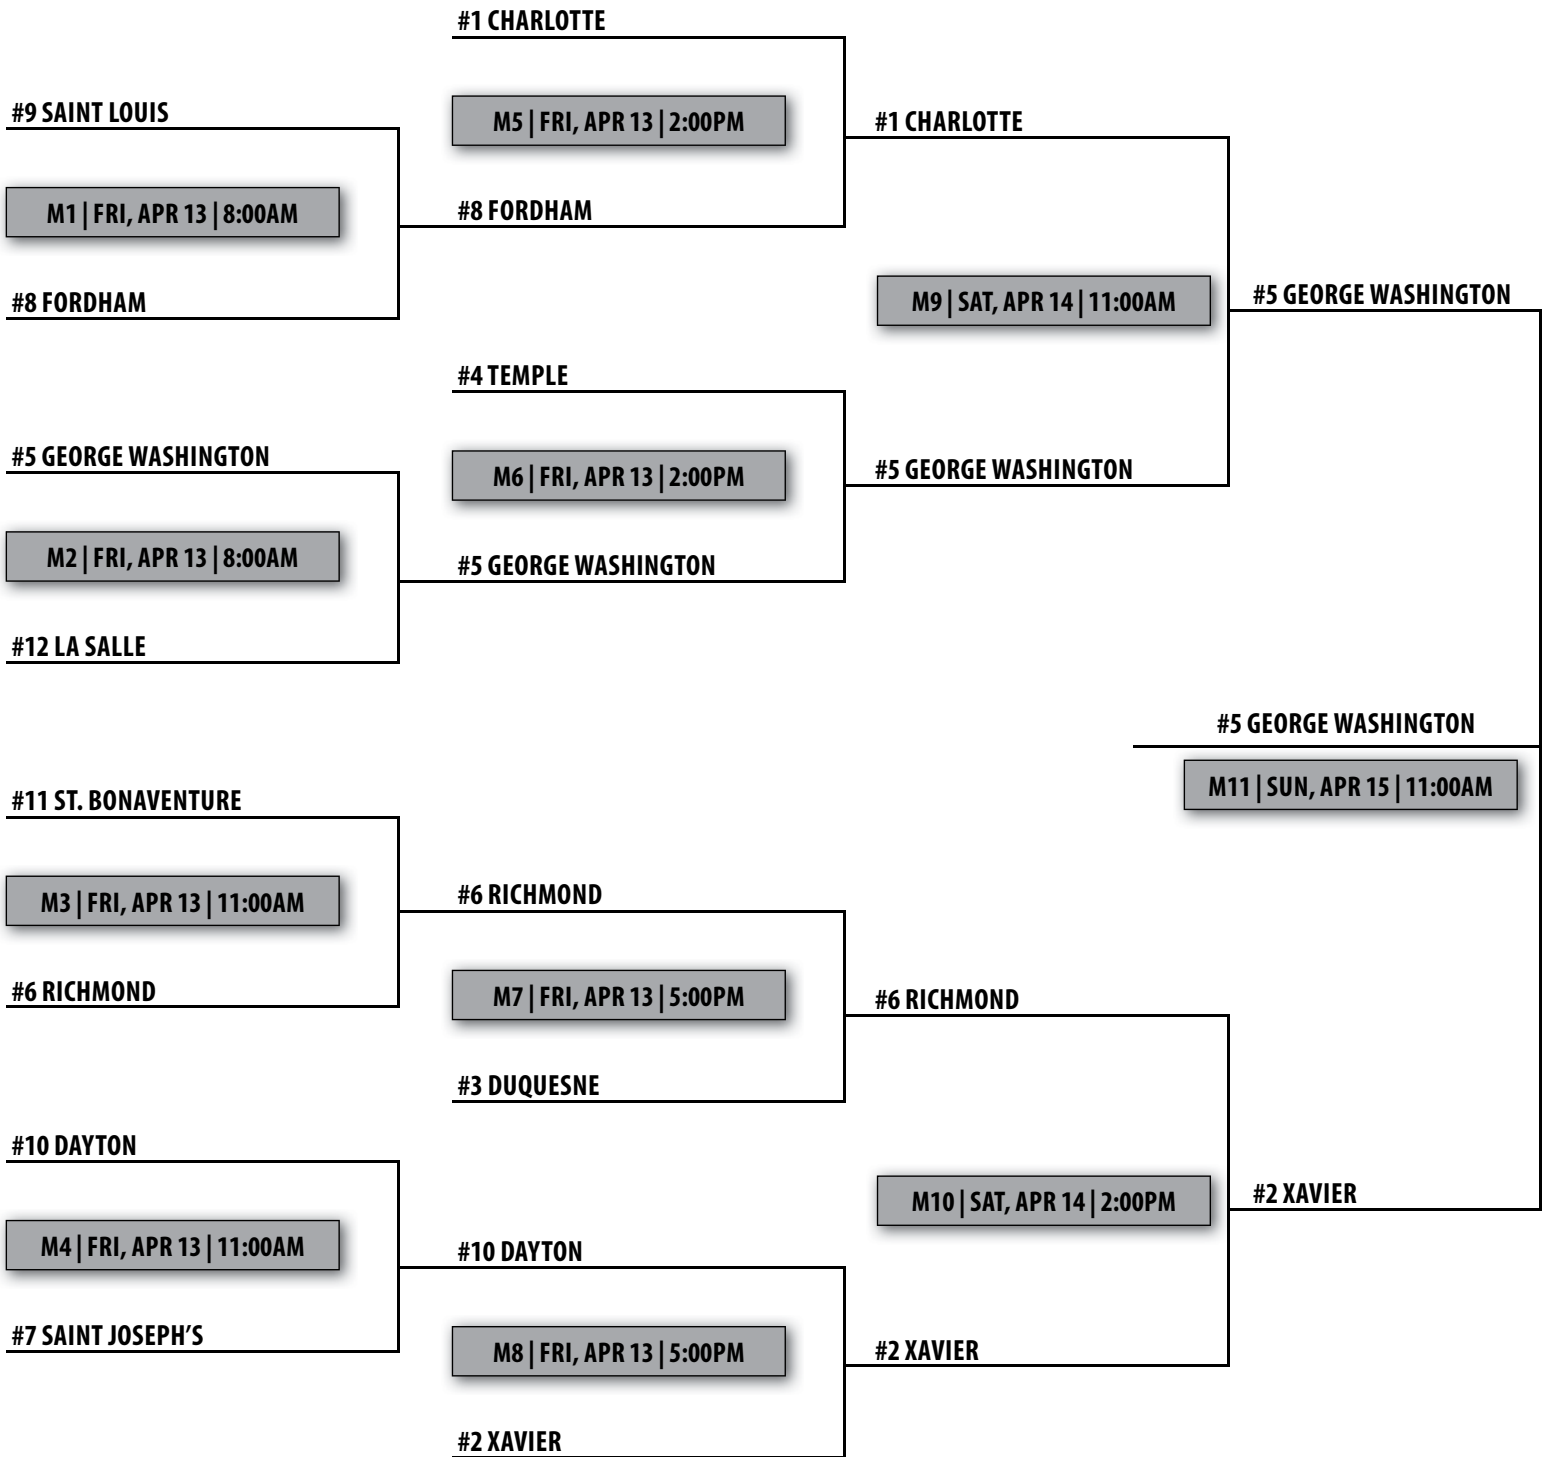 #1 CHARLOTTE
#9 SAINT LOUIS
M5 | FRI, APR 13 | 2:00PM
#1 CHARLOTTE
M1 | FRI, APR 13 | 8:00AM
#8 FORDHAM
#8 FORDHAM
M9 | SAT, APR 14 | 11:00AM
#5 GEORGE WASHINGTON
#4 TEMPLE
#5 GEORGE WASHINGTON
M6 | FRI, APR 13 | 2:00PM
#5 GEORGE WASHINGTON
M2 | FRI, APR 13 | 8:00AM
#5 GEORGE WASHINGTON
#12 LA SALLE
#5 GEORGE WASHINGTON
M11 | SUN, APR 15 | 11:00AM
#11 ST. BONAVENTURE
M3 | FRI, APR 13 | 11:00AM
#6 RICHMOND
#6 RICHMOND
M7 | FRI, APR 13 | 5:00PM
#6 RICHMOND
#3 DUQUESNE
#10 DAYTON
M10 | SAT, APR 14 | 2:00PM
#2 XAVIER
M4 | FRI, APR 13 | 11:00AM
#10 DAYTON
#7 SAINT JOSEPH’S
M8 | FRI, APR 13 | 5:00PM
#2 XAVIER
#2 XAVIER